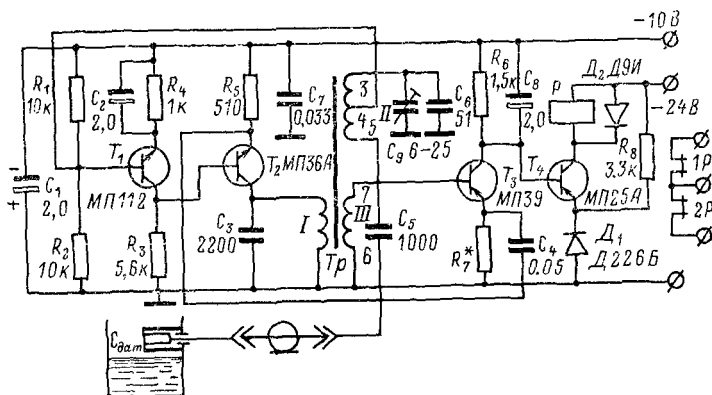 -10В
R₁
10к
C₂
2,0
R₄
1к
R₅
510
C₇
0,033
3
4
5
II
C₆
51
C₉ 6-25
R₆
1,5к
C₈
2,0
Д₂ Д9И
P
-24В
R₈
3.3к
1P
2P
T₁
МП112
T₂ МП36А
T₃
МП39
T₄
МП25А
+
-
C₁
2,0
R₂
10к
R₃
5,6к
C₃
2200
I
Тр
7
III
6
C₅
1000
R₇*
C₄
0.05
Д₁
Д226Б
Cдат